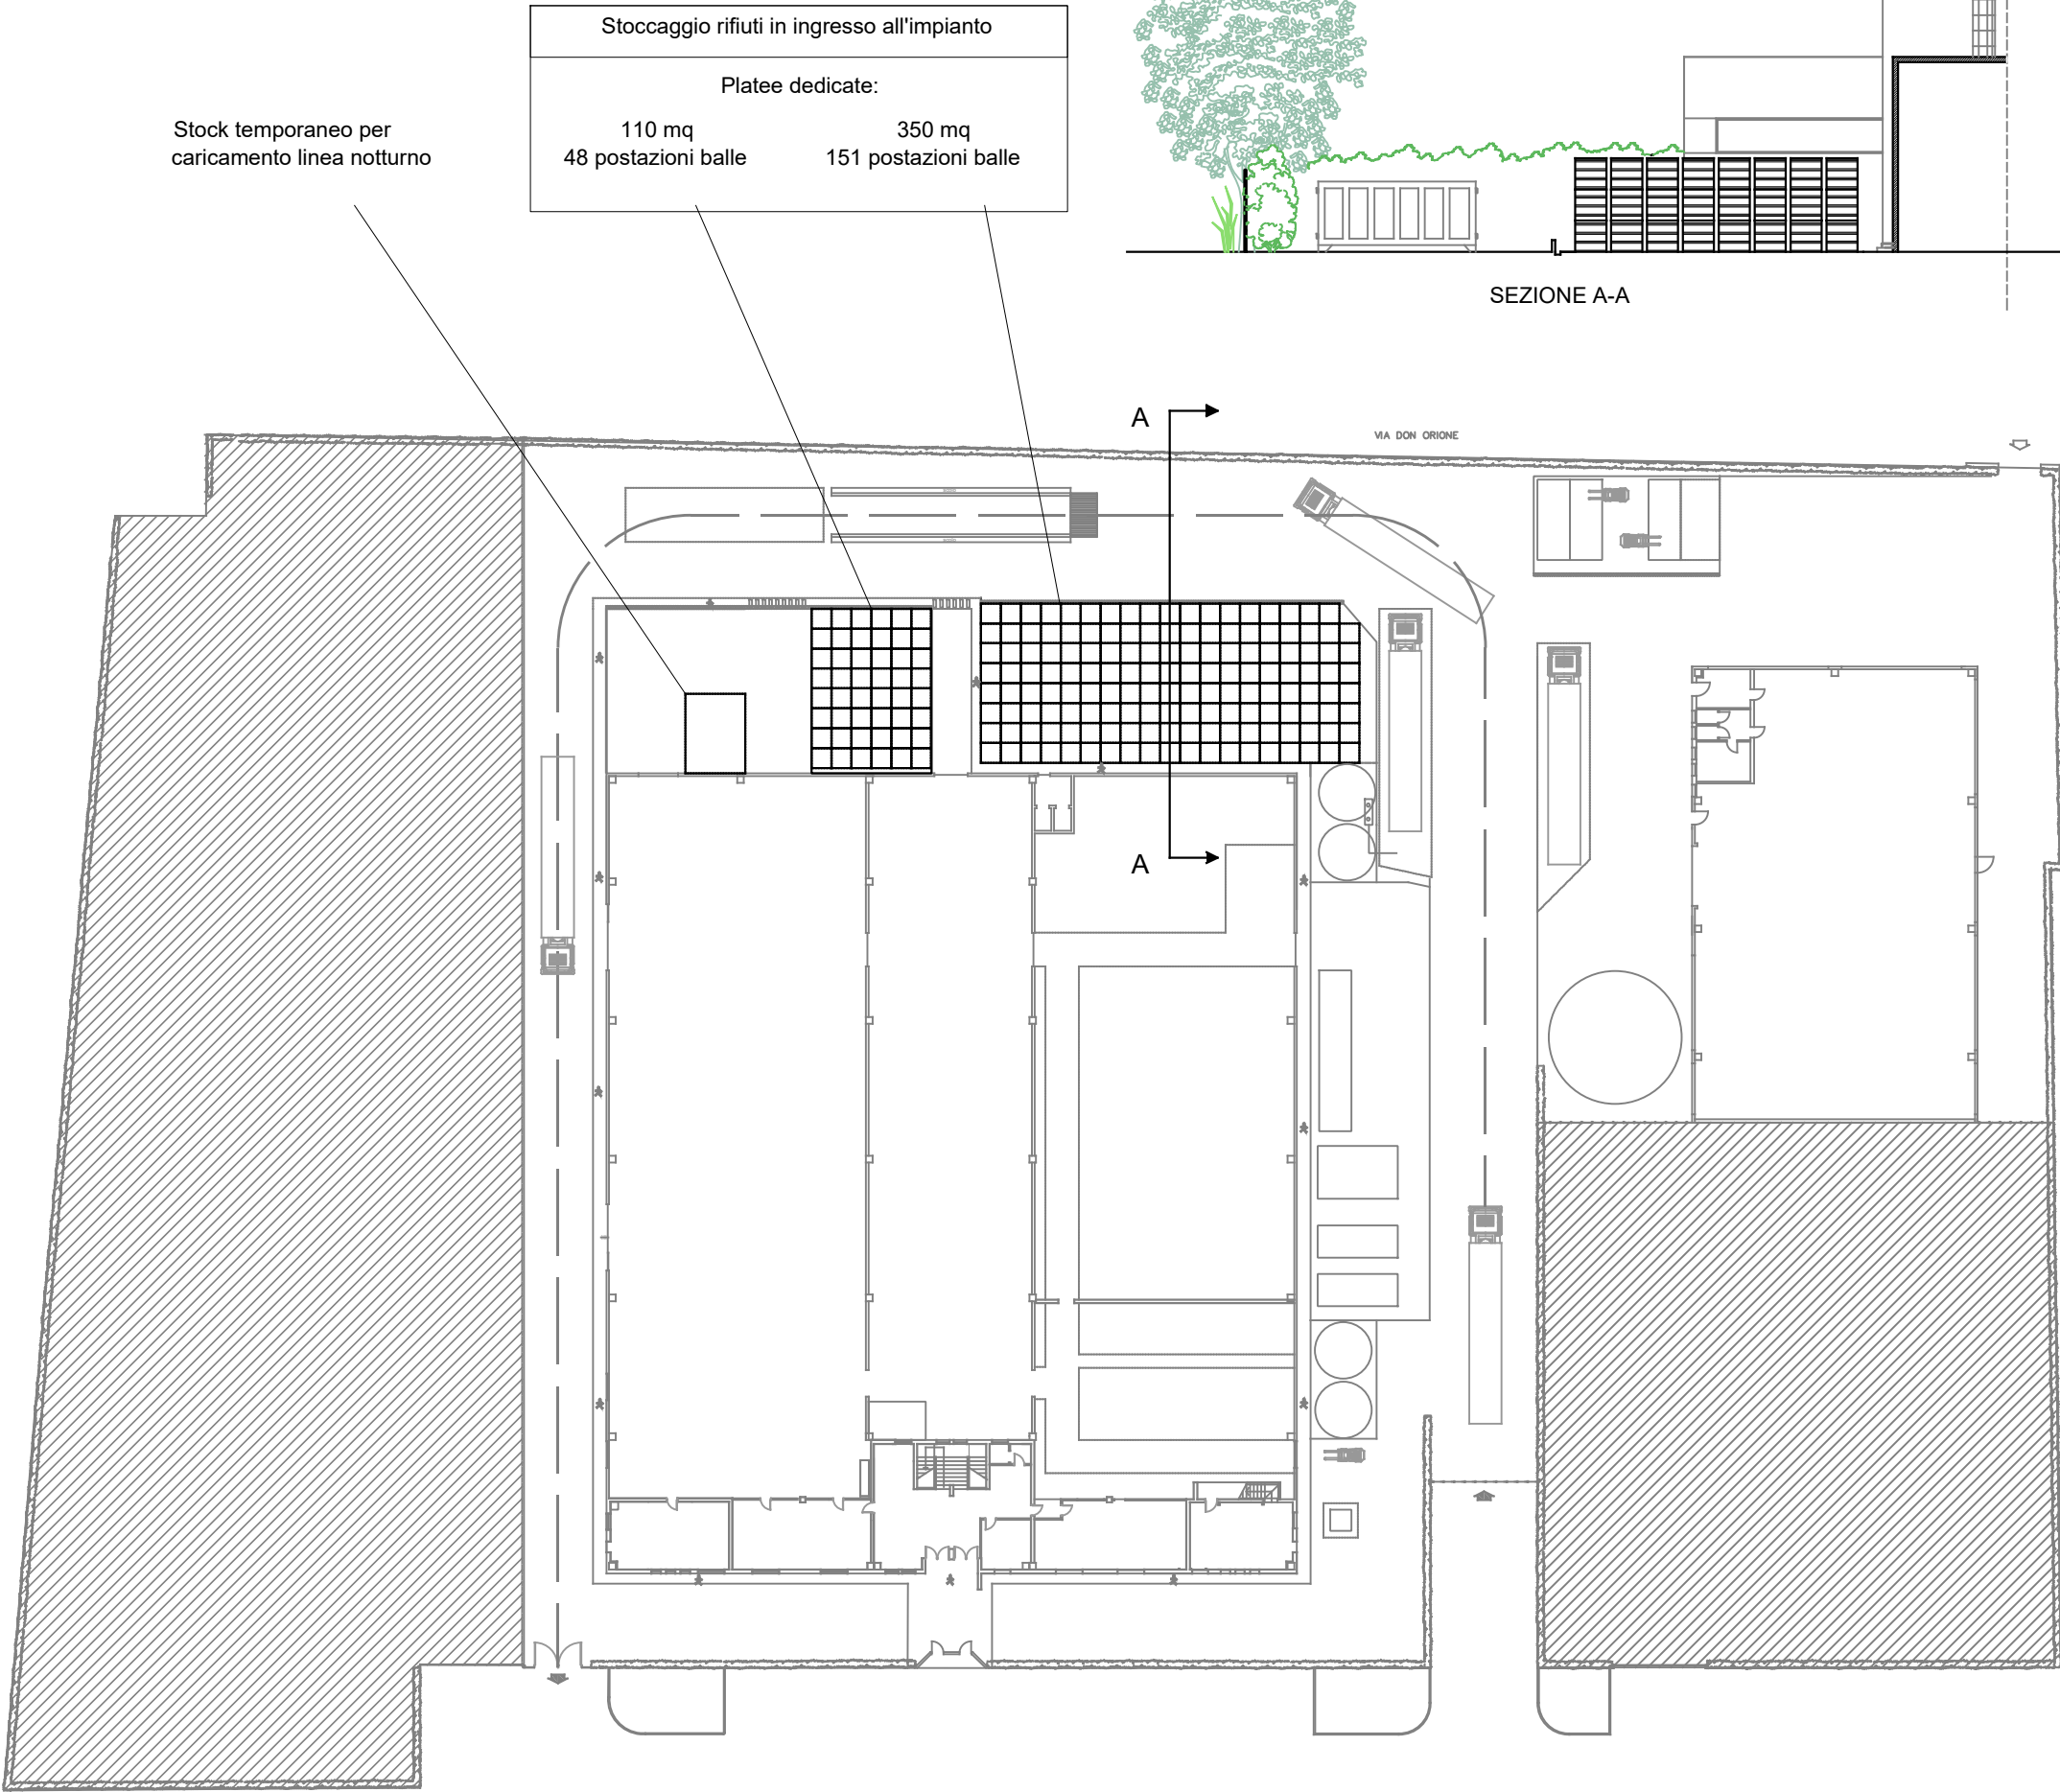 Stoccaggio rifiuti in ingresso all'impianto
Platee dedicate:
110 mq
48 postazioni balle
350 mq
151 postazioni balle
Stock temporaneo per
caricamento linea notturno
SEZIONE A-A
A
VIA DON ORIONE
A